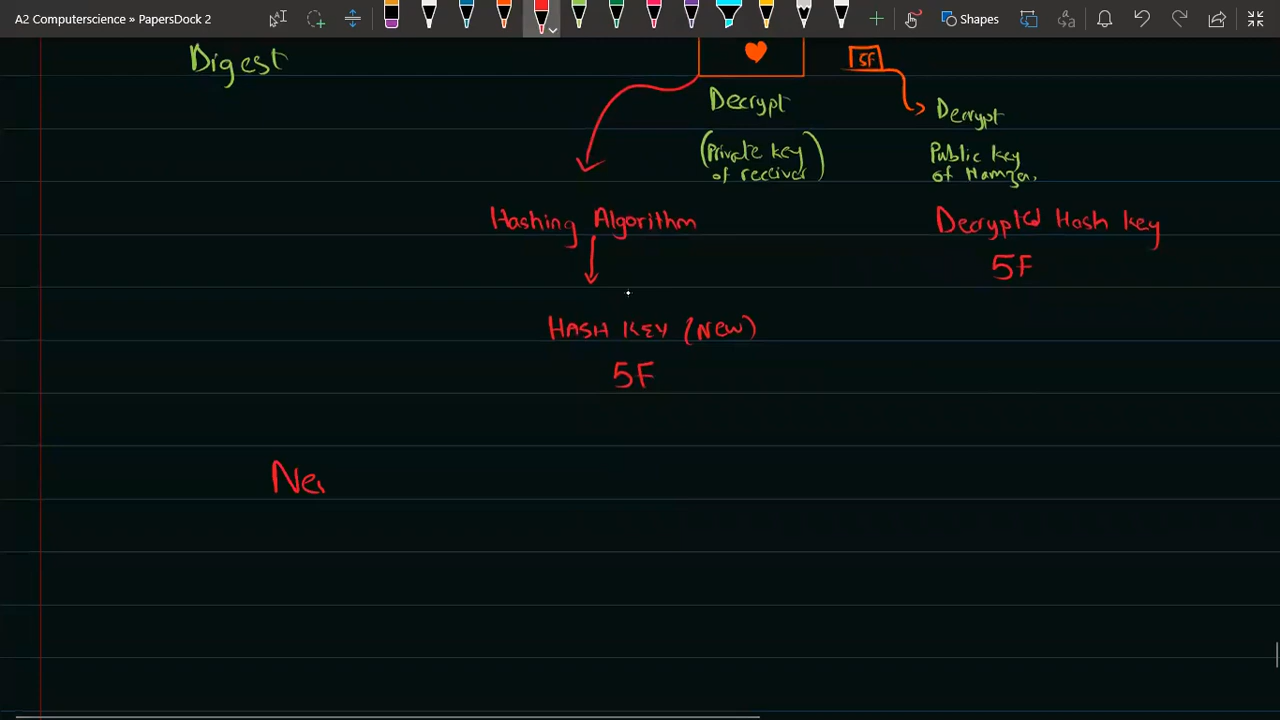 A2 Computerscience » PapersDock 2
Shapes
Digest
5F
Decrypt
(Private key
of receiver)
Decrypt
Public key
of Hamza.
Hashing Algorithm
Decrypted Hash key
5F
HASH KEY (NEW)
5F
Ne